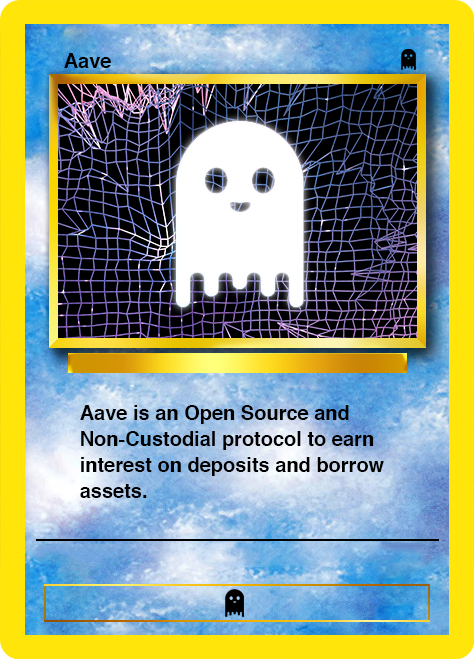 Aave
Aave is an Open Source and
Non-Custodial protocol to earn
interest on deposits and borrow
assets.